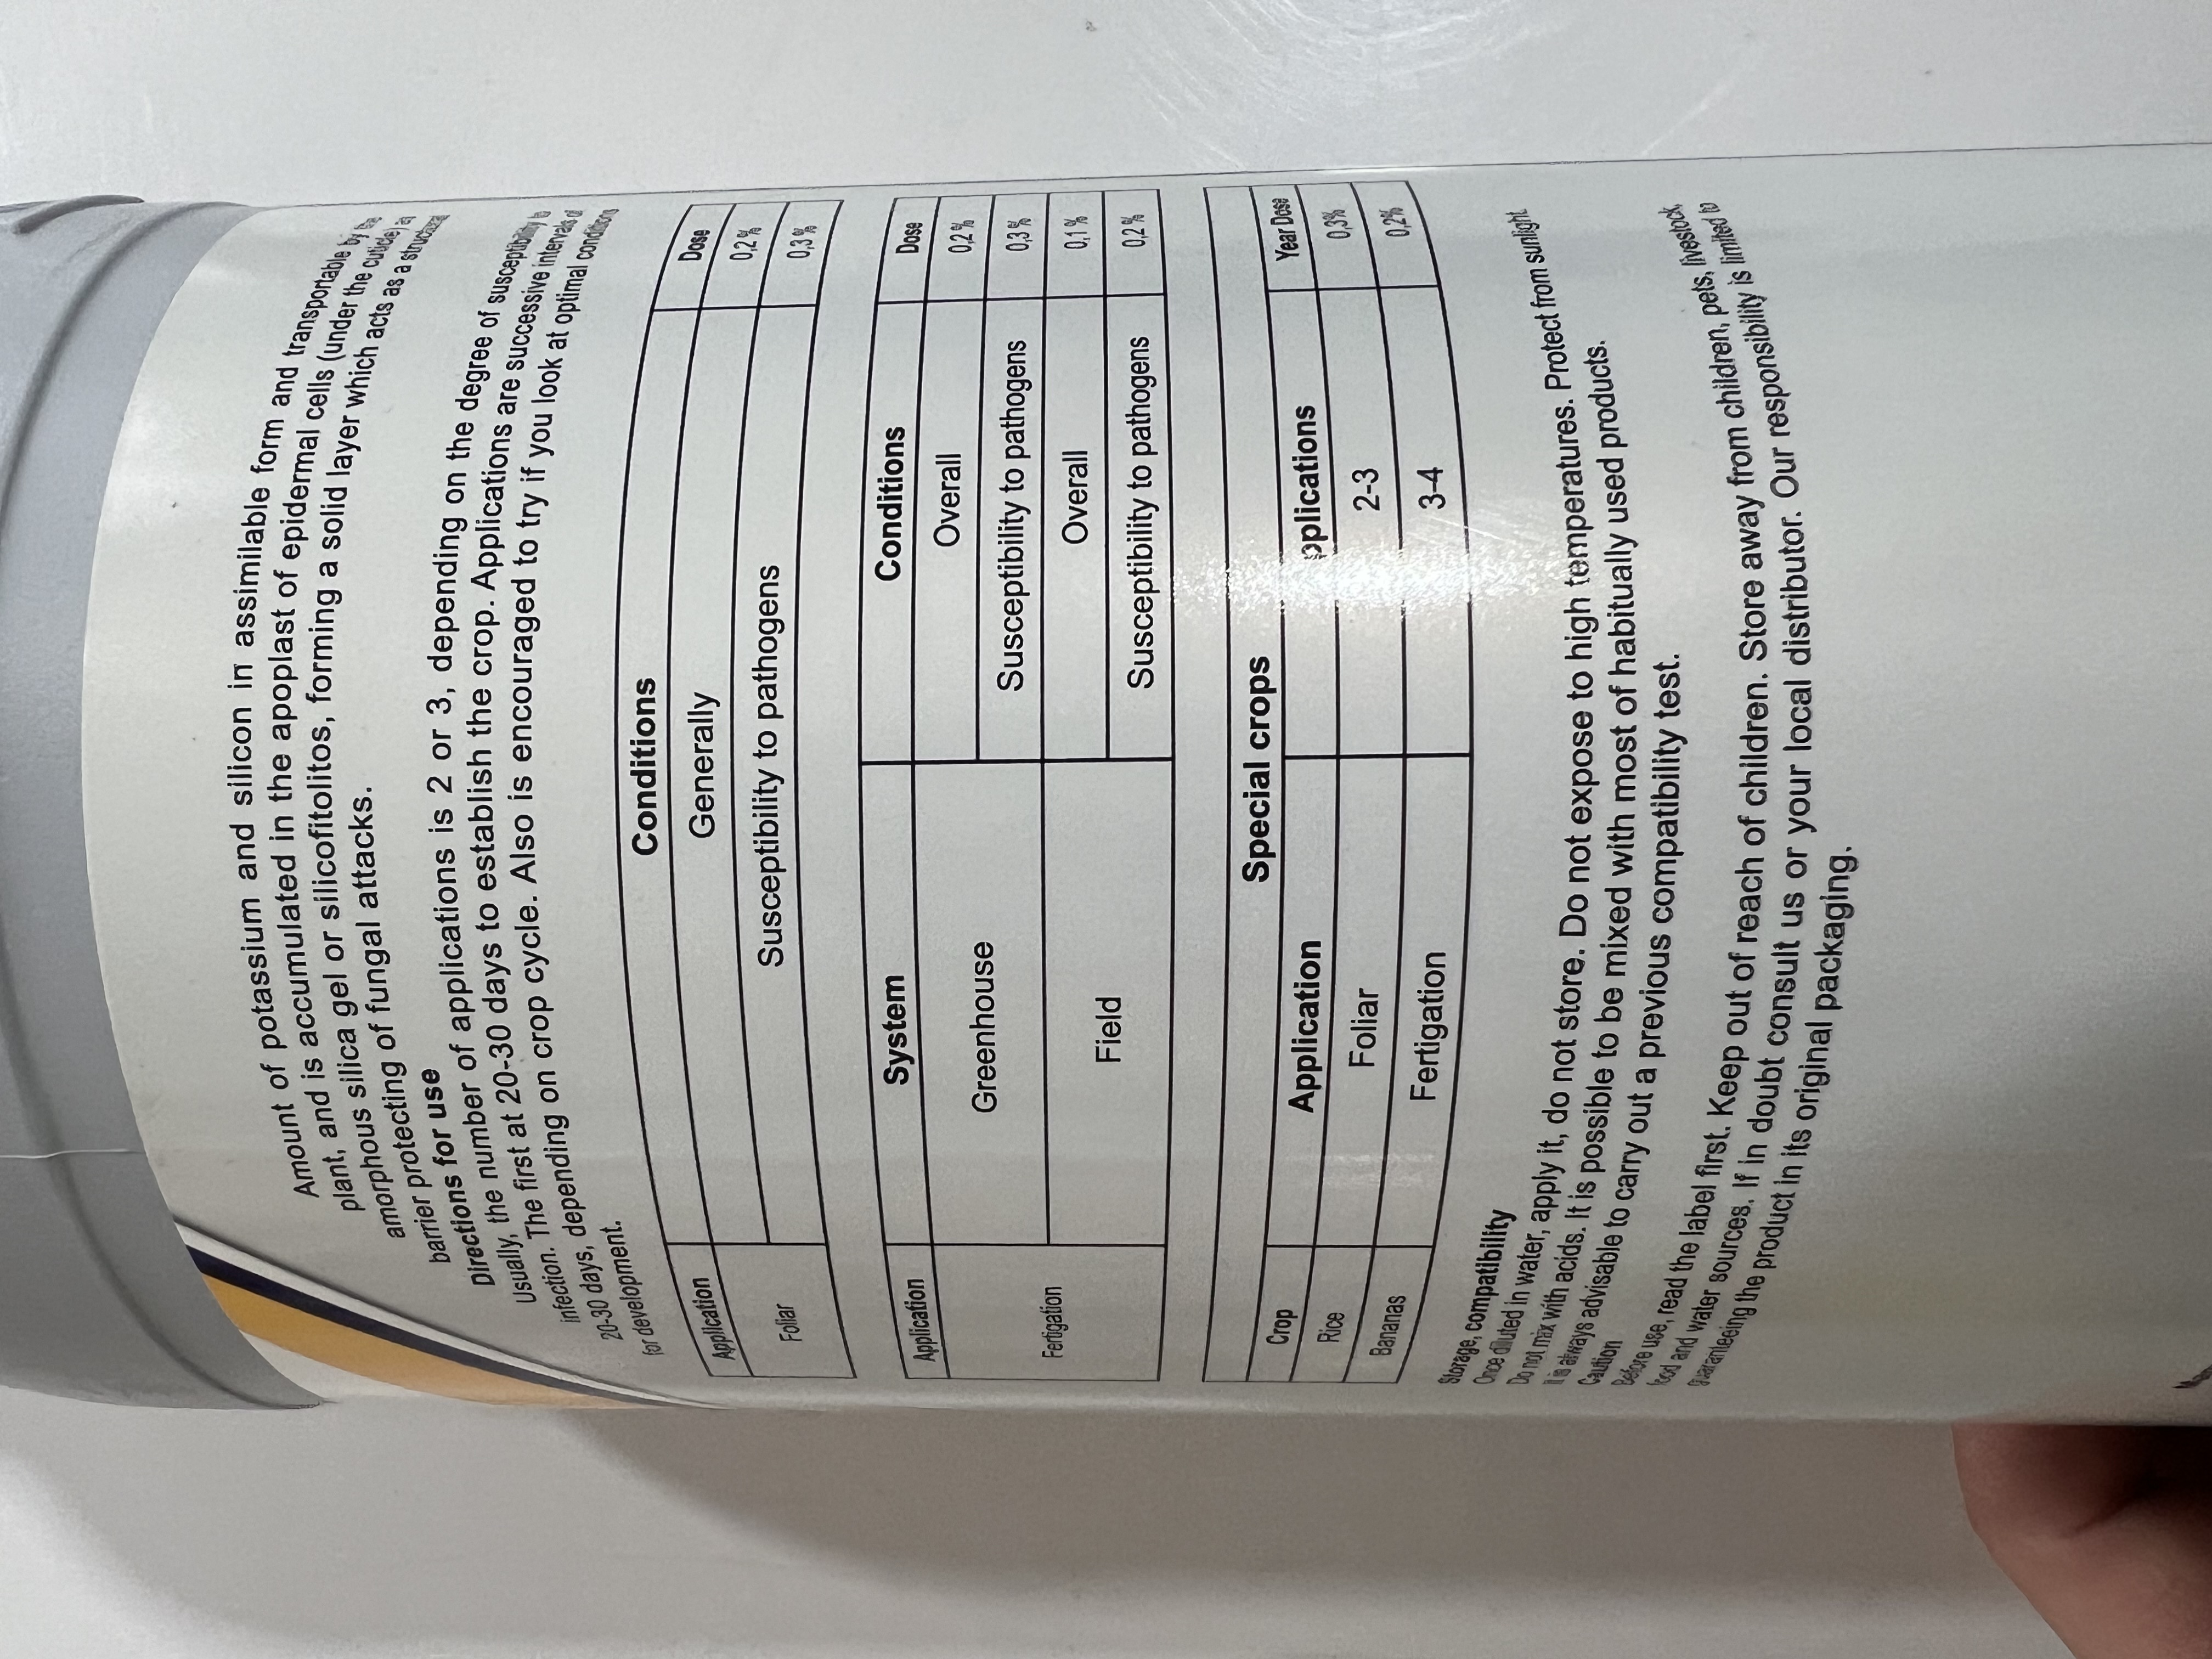 Amount of potassium and silicon in assimilable form and transportable by the
plant, and is accumulated in the apoplast of epidermal cells (under the cuticle) as
amorphous silica gel or silicofitolitos, forming a solid layer which acts as a structural
barrier protecting of fungal attacks.
Directions for use
Usually, the number of applications is 2 or 3, depending on the degree of susceptibility to
infection. The first at 20-30 days to establish the crop. Applications are successive intervals of
20-30 days, depending on crop cycle. Also is encouraged to try if you look at optimal conditions
for development.
Application Conditions Dose
Foliar Generally 0,2 %
Susceptibility to pathogens 0,3 %
Application System Conditions Dose
Fertigation Greenhouse Overall 0,2 %
Susceptibility to pathogens 0,3 %
Field Overall 0,1 %
Susceptibility to pathogens 0,2 %
Special crops
Crop Application pplications Year Dose
Rice Foliar 2-3 0,3%
Bananas Fertigation 3-4 0,2%
Storage, compatibility
Once diluted in water, apply it, do not store. Do not expose to high temperatures. Protect from sunlight
Do not mix with acids. It is possible to be mixed with most of habitually used products.
It is always advisable to carry out a previous compatibility test.
Caution
Before use, read the label first. Keep out of reach of children. Store away from children, pets, livestock,
food and water sources. If in doubt consult us or your local distributor. Our responsibility is limited to
guaranteeing the product in its original packaging.